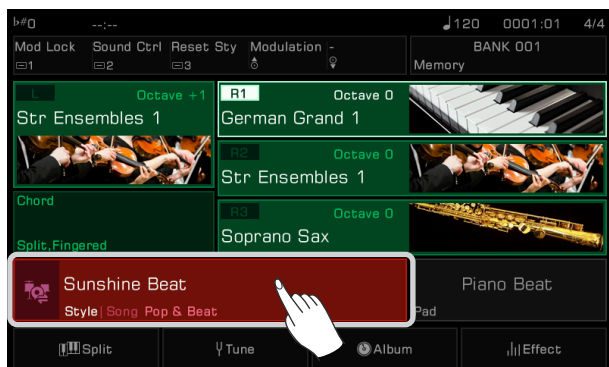 b#0 --:-- ♩120 0001:01 4/4
Mod Lock Sound Ctrl Reset Sty Modulation - BANK 001
1 2 3 Memory
L Octave +1 R1 Octave 0
Str Ensembles 1 German Grand 1
R2 Octave 0
Str Ensembles 1
Chord R3 Octave 0
Split,Fingered Soprano Sax
Sunshine Beat Piano Beat
Style|Song Pop & Beat Pad
Split Tune Album Effect